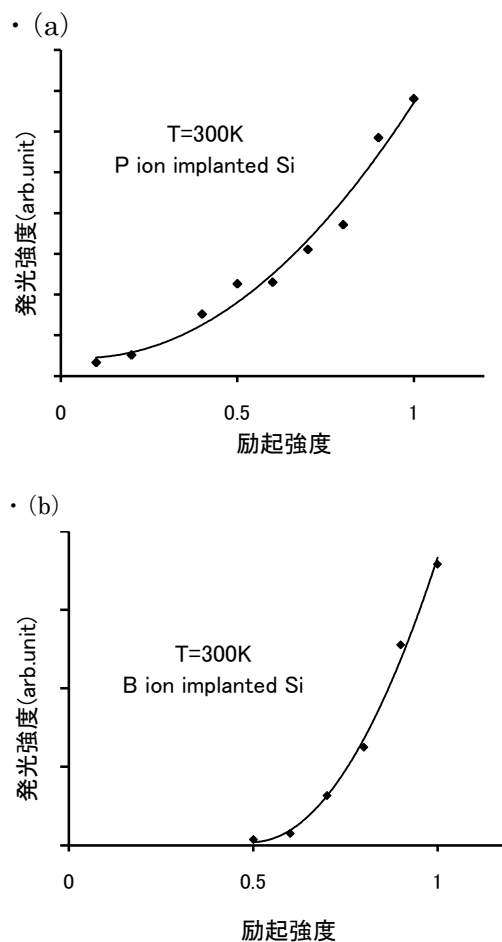 ・(a)
発光強度(arb.unit)
T=300K
P ion implanted Si
0
0.5
1
励起強度
・(b)
発光強度(arb.unit)
T=300K
B ion implanted Si
0
0.5
1
励起強度